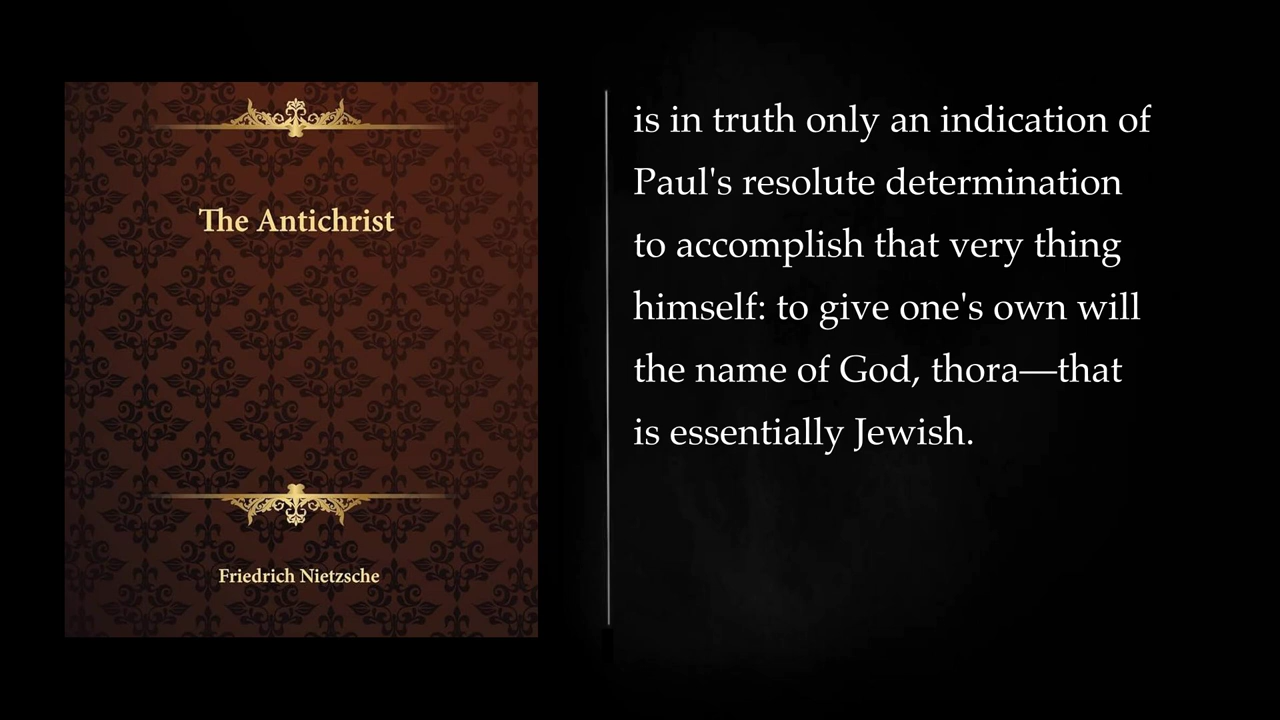 The Antichrist
Friedrich Nietzsche
is in truth only an indication of
Paul's resolute determination
to accomplish that very thing
himself: to give one's own will
the name of God, thora—that
is essentially Jewish.